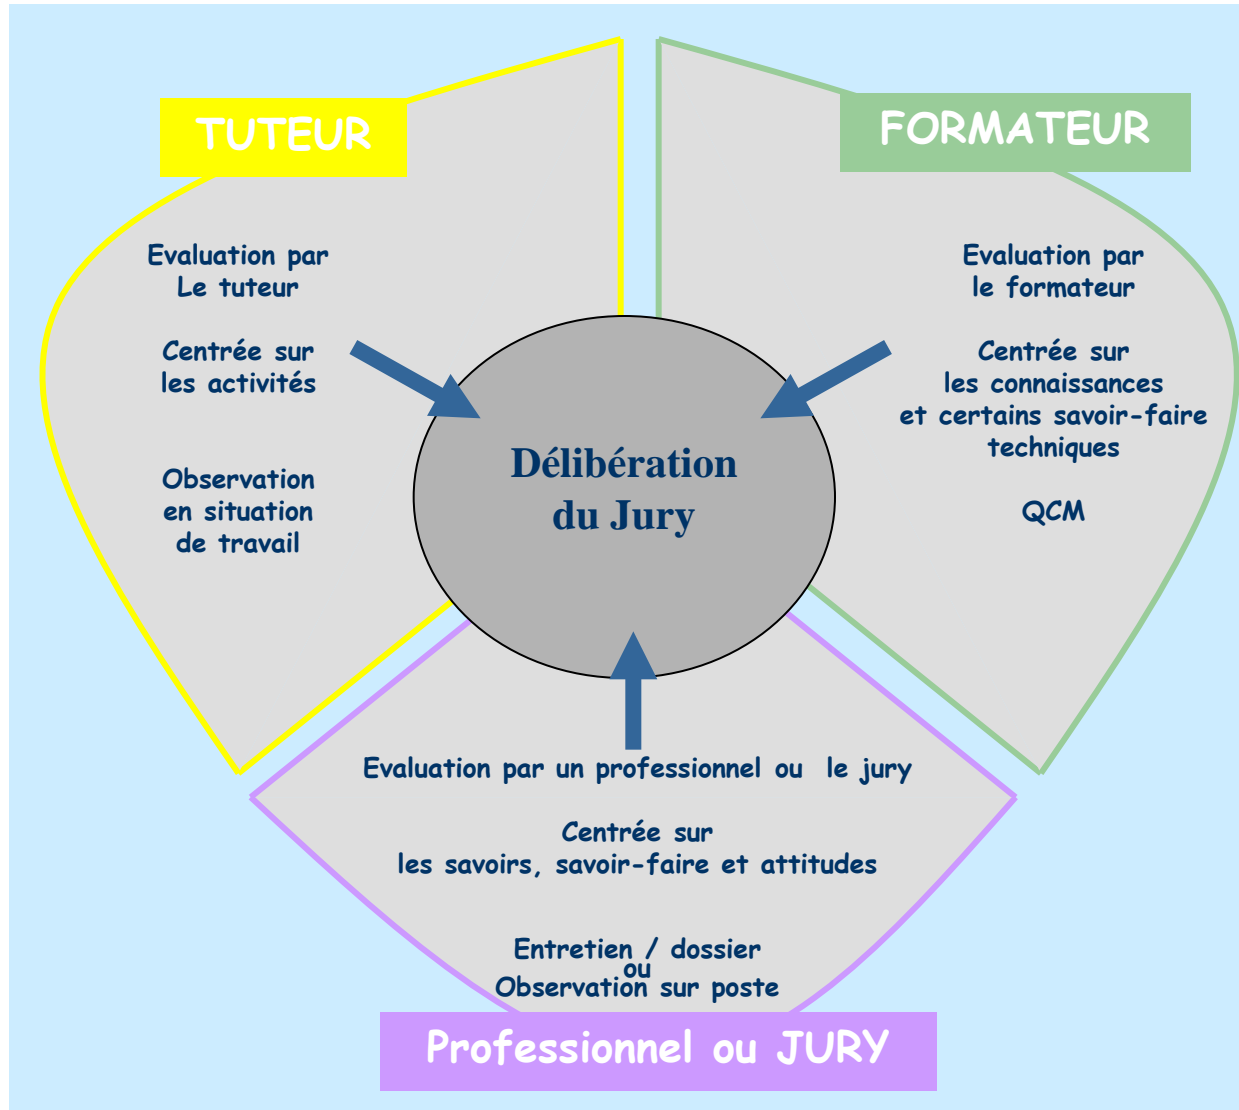 TUTEUR
Evaluation par
Le tuteur
Centrée sur
les activités
Observation
en situation
de travail
FORMATEUR
Evaluation par
le formateur
Centrée sur
les connaissances
et certains savoir-faire
techniques
QCM
Délibération
du Jury
Evaluation par un professionnel ou le jury
Centrée sur
les savoirs, savoir-faire et attitudes
Entretien / dossier
ou
Observation sur poste
Professionnel ou JURY